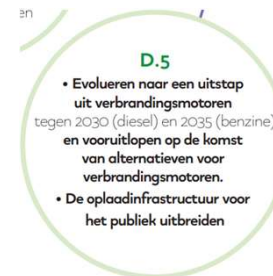 en
D.5
• Evolueren naar een uitstap
uit verbrandingsmotoren
tegen 2030 (diesel) en 2035 (benzine)
en vooruitlopen op de komst
van alternatieven voor
verbrandingsmotoren.
• De oplaadinfrastructuur voor
het publiek uitbreiden